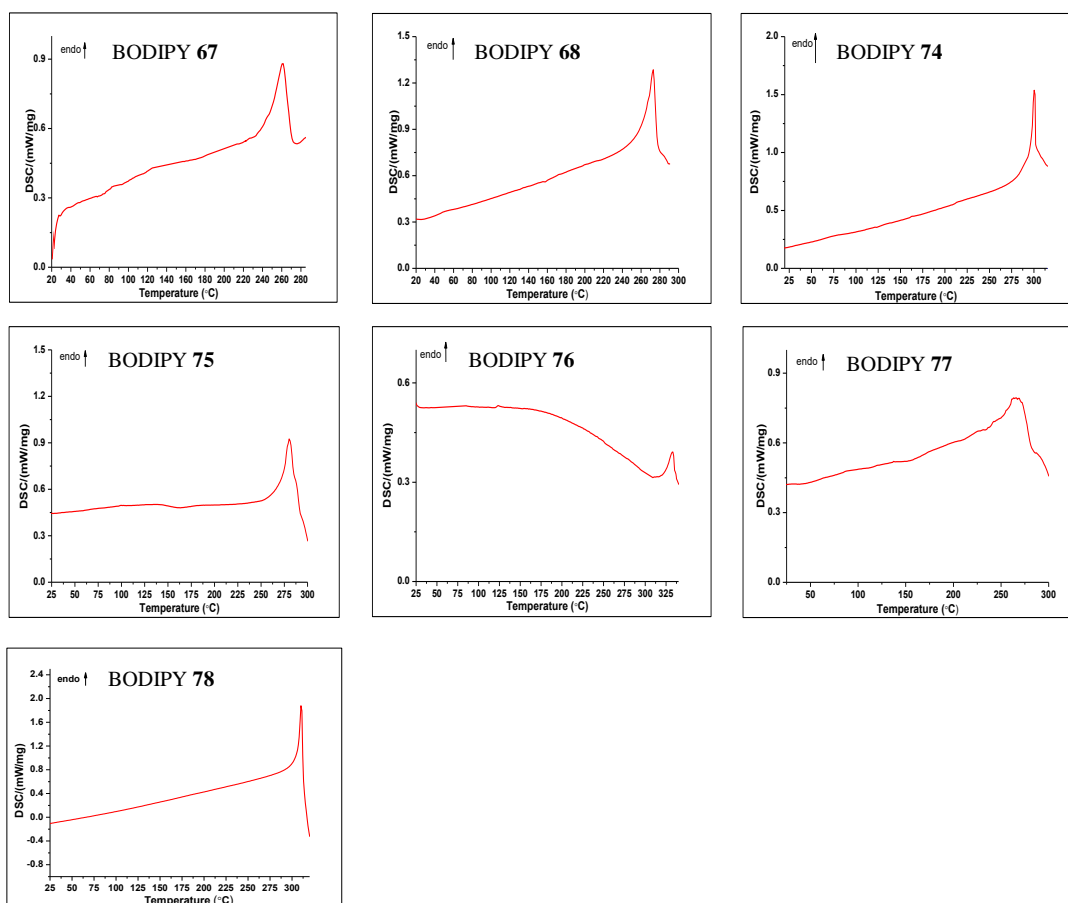 endo
BODIPY 67
DSC/(mW/mg)
0.9
0.6
0.3
0.0
20 40 60 80 100 120 140 160 180 200 220 240 260 280
Temperature (°C)
endo
BODIPY 68
DSC/(mW/mg)
1.5
1.2
0.9
0.6
0.3
0.0
20 40 60 80 100 120 140 160 180 200 220 240 260 280 300
Temperature (°C)
endo
BODIPY 74
DSC/(mW/mg)
2.0
1.5
1.0
0.5
0.0
25 50 75 100 125 150 175 200 225 250 275 300
Temperature (°C)
endo
BODIPY 75
DSC/(mW/mg)
1.5
1.2
0.9
0.6
0.3
0.0
25 50 75 100 125 150 175 200 225 250 275 300
Temperature (°C)
endo
BODIPY 76
DSC/(mW/mg)
0.6
0.3
0.0
25 50 75 100 125 150 175 200 225 250 275 300 325
Temperature (°C)
endo
BODIPY 77
DSC/(mW/mg)
0.9
0.6
0.3
0.0
50 100 150 200 250 300
Temperature (°C)
endo
BODIPY 78
DSC/(mW/mg)
2.4
2.0
1.6
1.2
0.8
0.4
0.0
-0.4
-0.8
25 50 75 100 125 150 175 200 225 250 275 300
Temperature (°C)